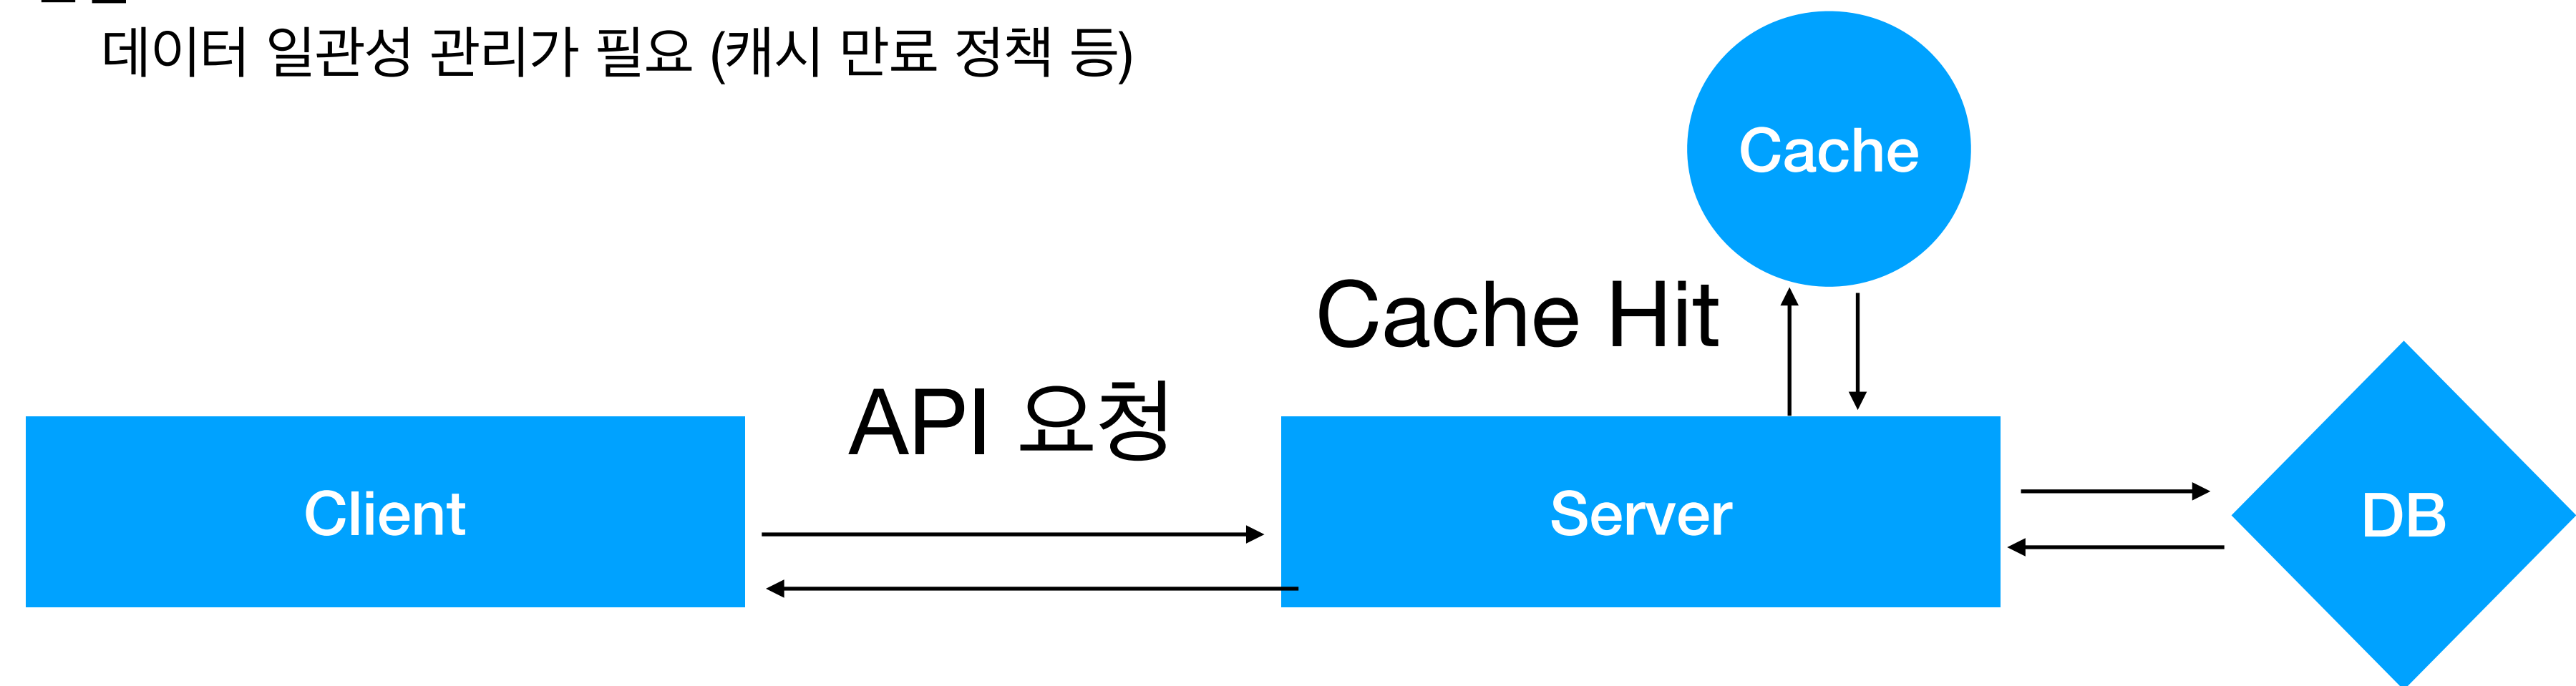 데이터 일관성 관리가 필요 (캐시 만료 정책 등)
Cache
Cache Hit
API 요청
Client
Server
DB